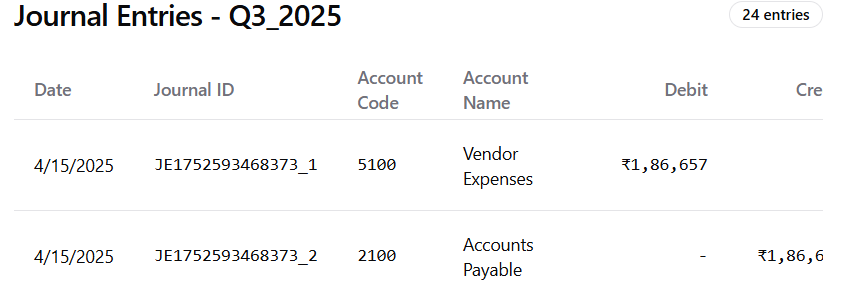 Journal Entries - Q3_2025
24 entries
Date Journal ID Account Code Account Name Debit Cre
4/15/2025 JE1752593468373_1 5100 Vendor Expenses ₹1,86,657
4/15/2025 JE1752593468373_2 2100 Accounts Payable - ₹1,86,6